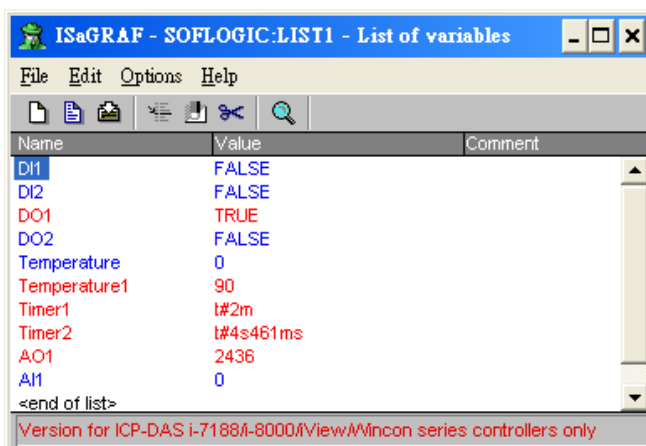 ISaGRAF - SOFLOGIC:LIST1 - List of variables
File Edit Options Help
Name Value Comment
DI1 FALSE
DI2 FALSE
DO1 TRUE
DO2 FALSE
Temperature 0
Temperature1 90
Timer1 t#2m
Timer2 t#4s461ms
AO1 2436
AI1 0
<end of list>
Version for ICP-DAS i-7188/i-8000/iView/Wincon series controllers only